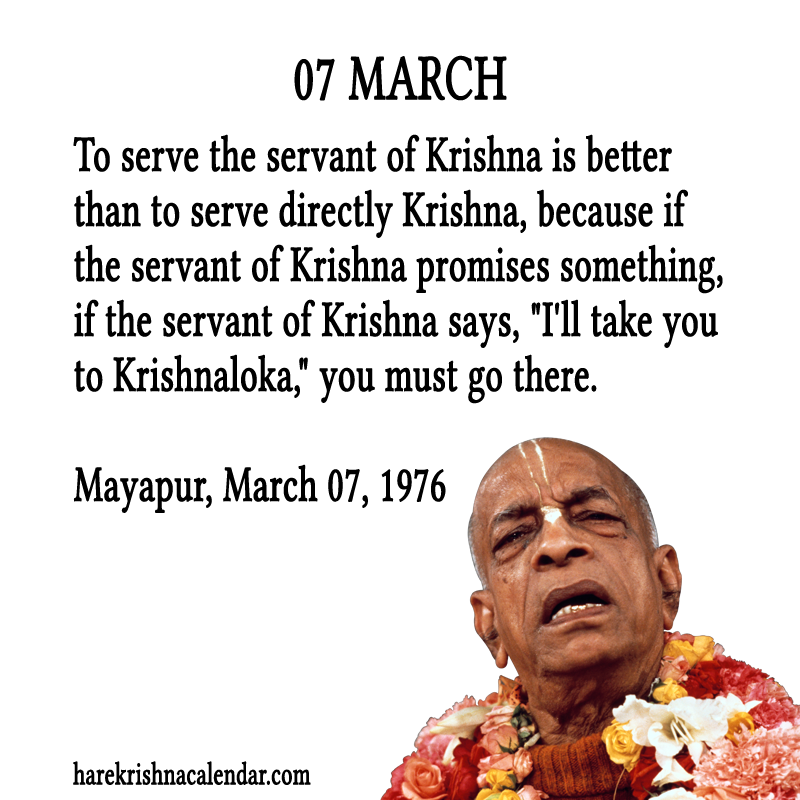 07 MARCH
To serve the servant of Krishna is better
than to serve directly Krishna, because if
the servant of Krishna promises something,
if the servant of Krishna says, "I'll take you
to Krishnaloka," you must go there.
Mayapur, March 07, 1976
harekrishnacalendar.com